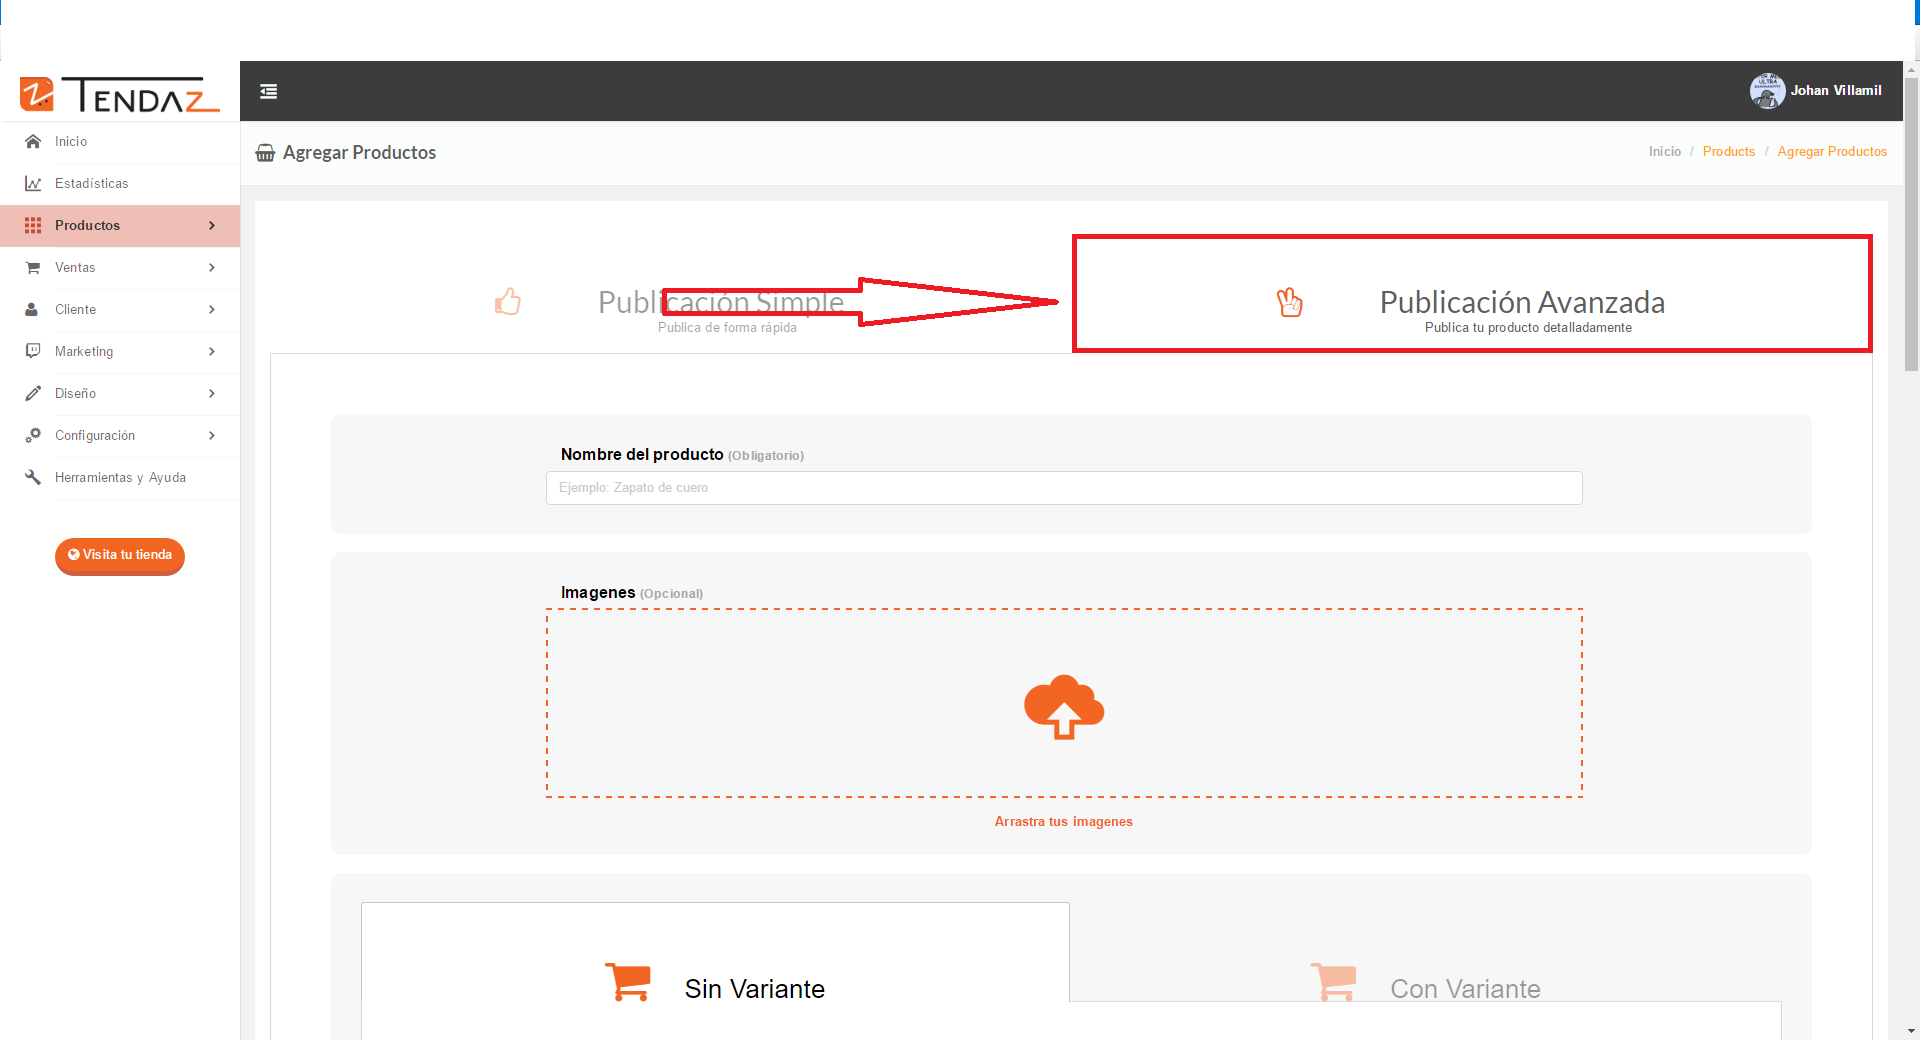 TENDAZ
Johan Villamil
Inicio
Estadísticas
Productos
Ventas
Cliente
Marketing
Diseño
Configuración
Herramientas y Ayuda
Visita tu tienda
Agregar Productos
Inicio / Products / Agregar Productos
Publicación Simple
Publica de forma rápida
Publicación Avanzada
Publica tu producto detalladamente
Nombre del producto (Obligatorio)
Ejemplo: Zapato de cuero
Imagenes (Opcional)
Arrastra tus imagenes
Sin Variante
Con Variante